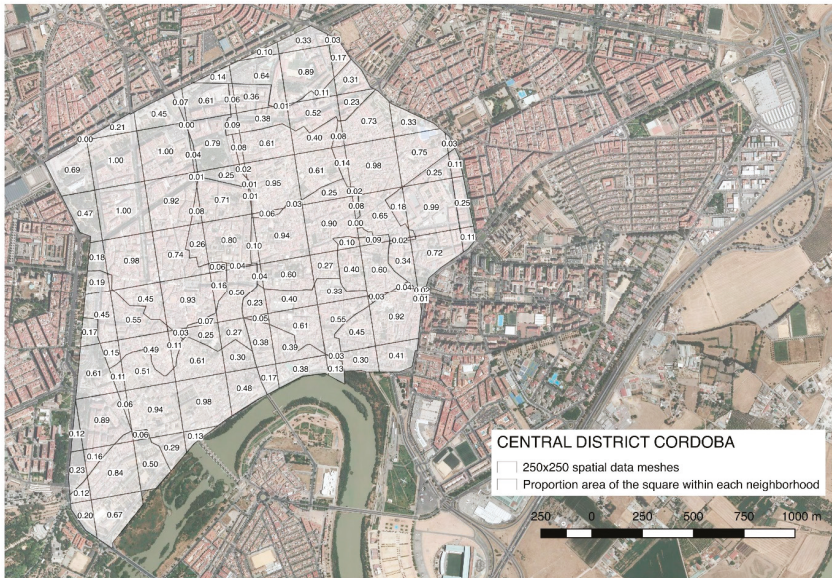 0.33 0.03
0.10 0.17
0.14 0.64 0.89 0.31
0.07 0.61 0.06 0.36 0.11 0.23
0.21 0.45 0.01 0.52 0.73 0.33
0.00 0.00 0.09 0.38 0.40 0.08 0.03
1.00 1.00 0.79 0.08 0.61 0.14 0.98 0.75 0.11
0.69 0.04 0.02 0.61 0.25
0.01 0.25 0.01 0.95 0.02
0.47 1.00 0.92 0.71 0.01 0.03 0.25 0.08 0.18 0.99 0.25
0.08 0.06 0.90 0.00 0.65
0.18 0.98 0.74 0.26 0.80 0.10 0.94 0.10 0.09 0.02 0.72 0.11
0.19 0.06 0.04 0.04 0.60 0.27 0.40 0.60 0.34
0.45 0.45 0.93 0.16 0.23 0.40 0.33 0.03 0.04 0.01
0.17 0.55 0.07 0.05 0.61 0.55 0.92
0.15 0.49 0.03 0.25 0.27 0.38 0.39 0.45
0.61 0.11 0.51 0.11 0.61 0.30 0.03 0.30 0.41
0.06 0.94 0.98 0.48 0.17 0.38 0.13
0.89
0.12 0.16 0.06 0.29 0.13
0.23 0.84 0.50
0.12
0.20 0.67
CENTRAL DISTRICT CORDOBA
250x250 spatial data meshes
Proportion area of the square within each neighborhood
250 0 250 500 750 1000 m